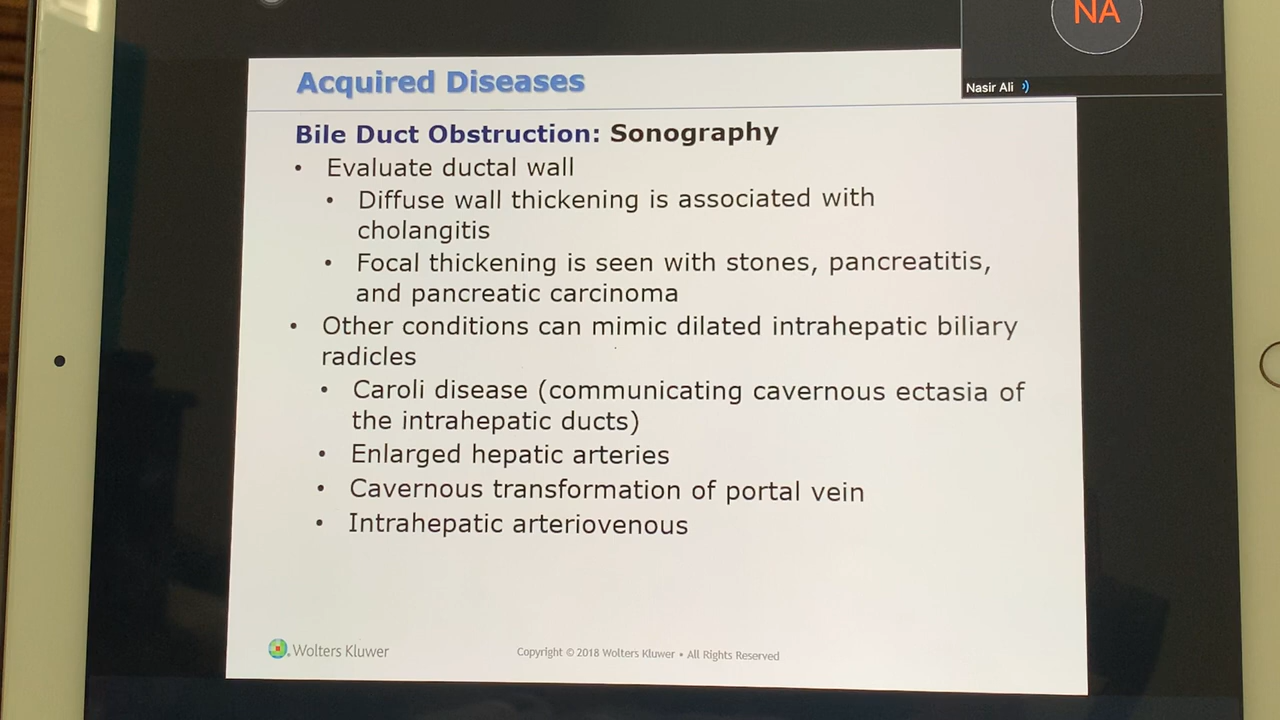 NA
Nasir Ali
Acquired Diseases
Bile Duct Obstruction: Sonography
• Evaluate ductal wall
• Diffuse wall thickening is associated with
cholangitis
• Focal thickening is seen with stones, pancreatitis,
and pancreatic carcinoma
• Other conditions can mimic dilated intrahepatic biliary
radicles
• Caroli disease (communicating cavernous ectasia of
the intrahepatic ducts)
• Enlarged hepatic arteries
• Cavernous transformation of portal vein
• Intrahepatic arteriovenous
Wolters Kluwer
Copyright © 2018 Wolters Kluwer • All Rights Reserved